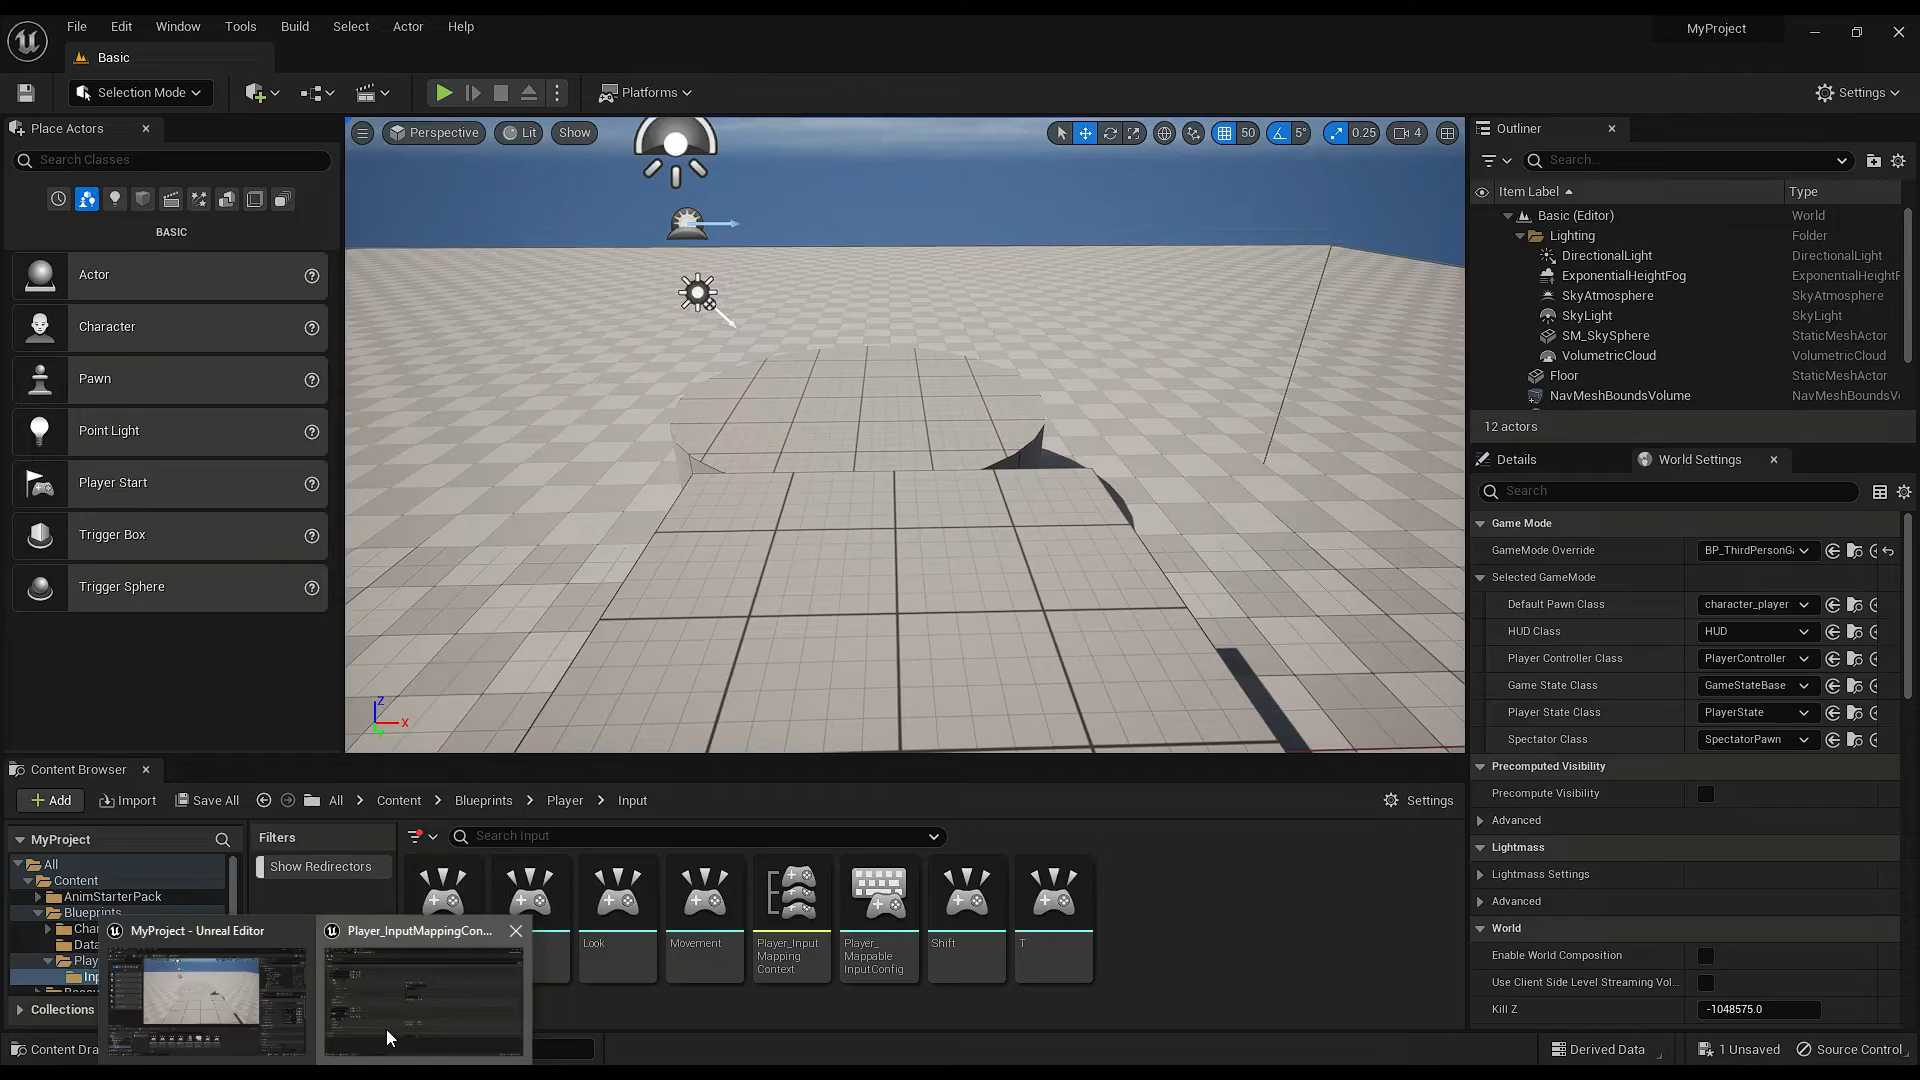 File Edit Window Tools Build Select Actor Help
MyProject
Basic
Selection Mode
Platforms
Settings
Place Actors
Search Classes
BASIC
Actor
Character
Pawn
Point Light
Player Start
Trigger Box
Trigger Sphere
Perspective Lit Show
50 5° 0.25 4
Z
X
Y
Outliner
Search...
Item Label Type
Basic (Editor) World
Lighting Folder
DirectionalLight DirectionalLight
ExponentialHeightFog ExponentialHeightF
SkyAtmosphere SkyAtmosphere
SkyLight SkyLight
SM_SkySphere StaticMeshActor
VolumetricCloud VolumetricCloud
Floor StaticMeshActor
NavMeshBoundsVolume NavMeshBoundsV
12 actors
Details World Settings
Search
Game Mode
GameMode Override BP_ThirdPersonGa
Selected GameMode
Default Pawn Class character_player
HUD Class HUD
Player Controller Class PlayerController
Game State Class GameStateBase
Player State Class PlayerState
Spectator Class SpectatorPawn
Precomputed Visibility
Precompute Visibility
Advanced
Lightmass
Lightmass Settings
Advanced
World
Enable World Composition
Use Client Side Level Streaming Vol...
Kill Z -1048575.0
Content Browser
Add Import Save All All > Content > Blueprints > Player > Input Settings
MyProject
Filters
Search Input
Show Redirectors
All
Content
AnimStarterPack
Blueprints
Cha
Data
Play
Inp
Collections
Look
Movement
Player_Input
Mapping
Context
Player_
Mappable
InputConfig
Shift
T
MyProject - Unreal Editor
Player_InputMappingCon...
Content Dra
Derived Data 1 Unsaved Source Control